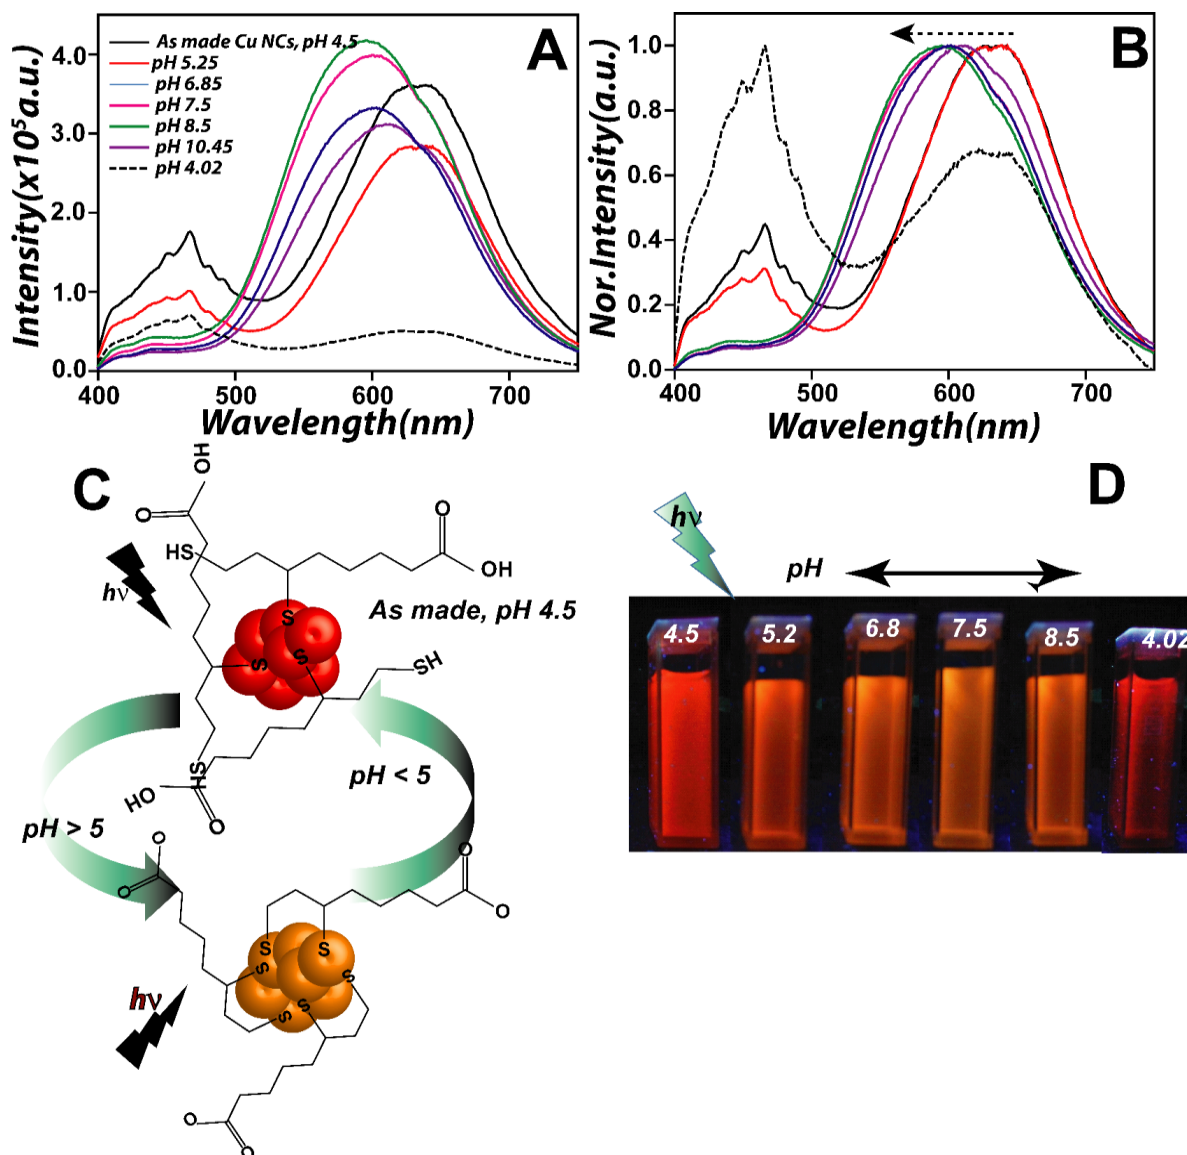 A
Intensity(x10⁵a.u.)
4.0
3.0
2.0
1.0
0.0
400
500
600
700
Wavelength(nm)
As made Cu NCs, pH 4.5
pH 5.25
pH 6.85
pH 7.5
pH 8.5
pH 10.45
pH 4.02
B
Nor.Intensity(a.u.)
1.0
0.8
0.6
0.4
0.2
0.0
400
500
600
700
Wavelength(nm)
C
OH
O
HS
O
OH
hν
As made, pH 4.5
S
S
S
SH
HS
HO
O
pH < 5
pH > 5
O
O
O
O
S
S
S
S
S
S
hν
O
O
D
hν
pH
4.5
5.2
6.8
7.5
8.5
4.02